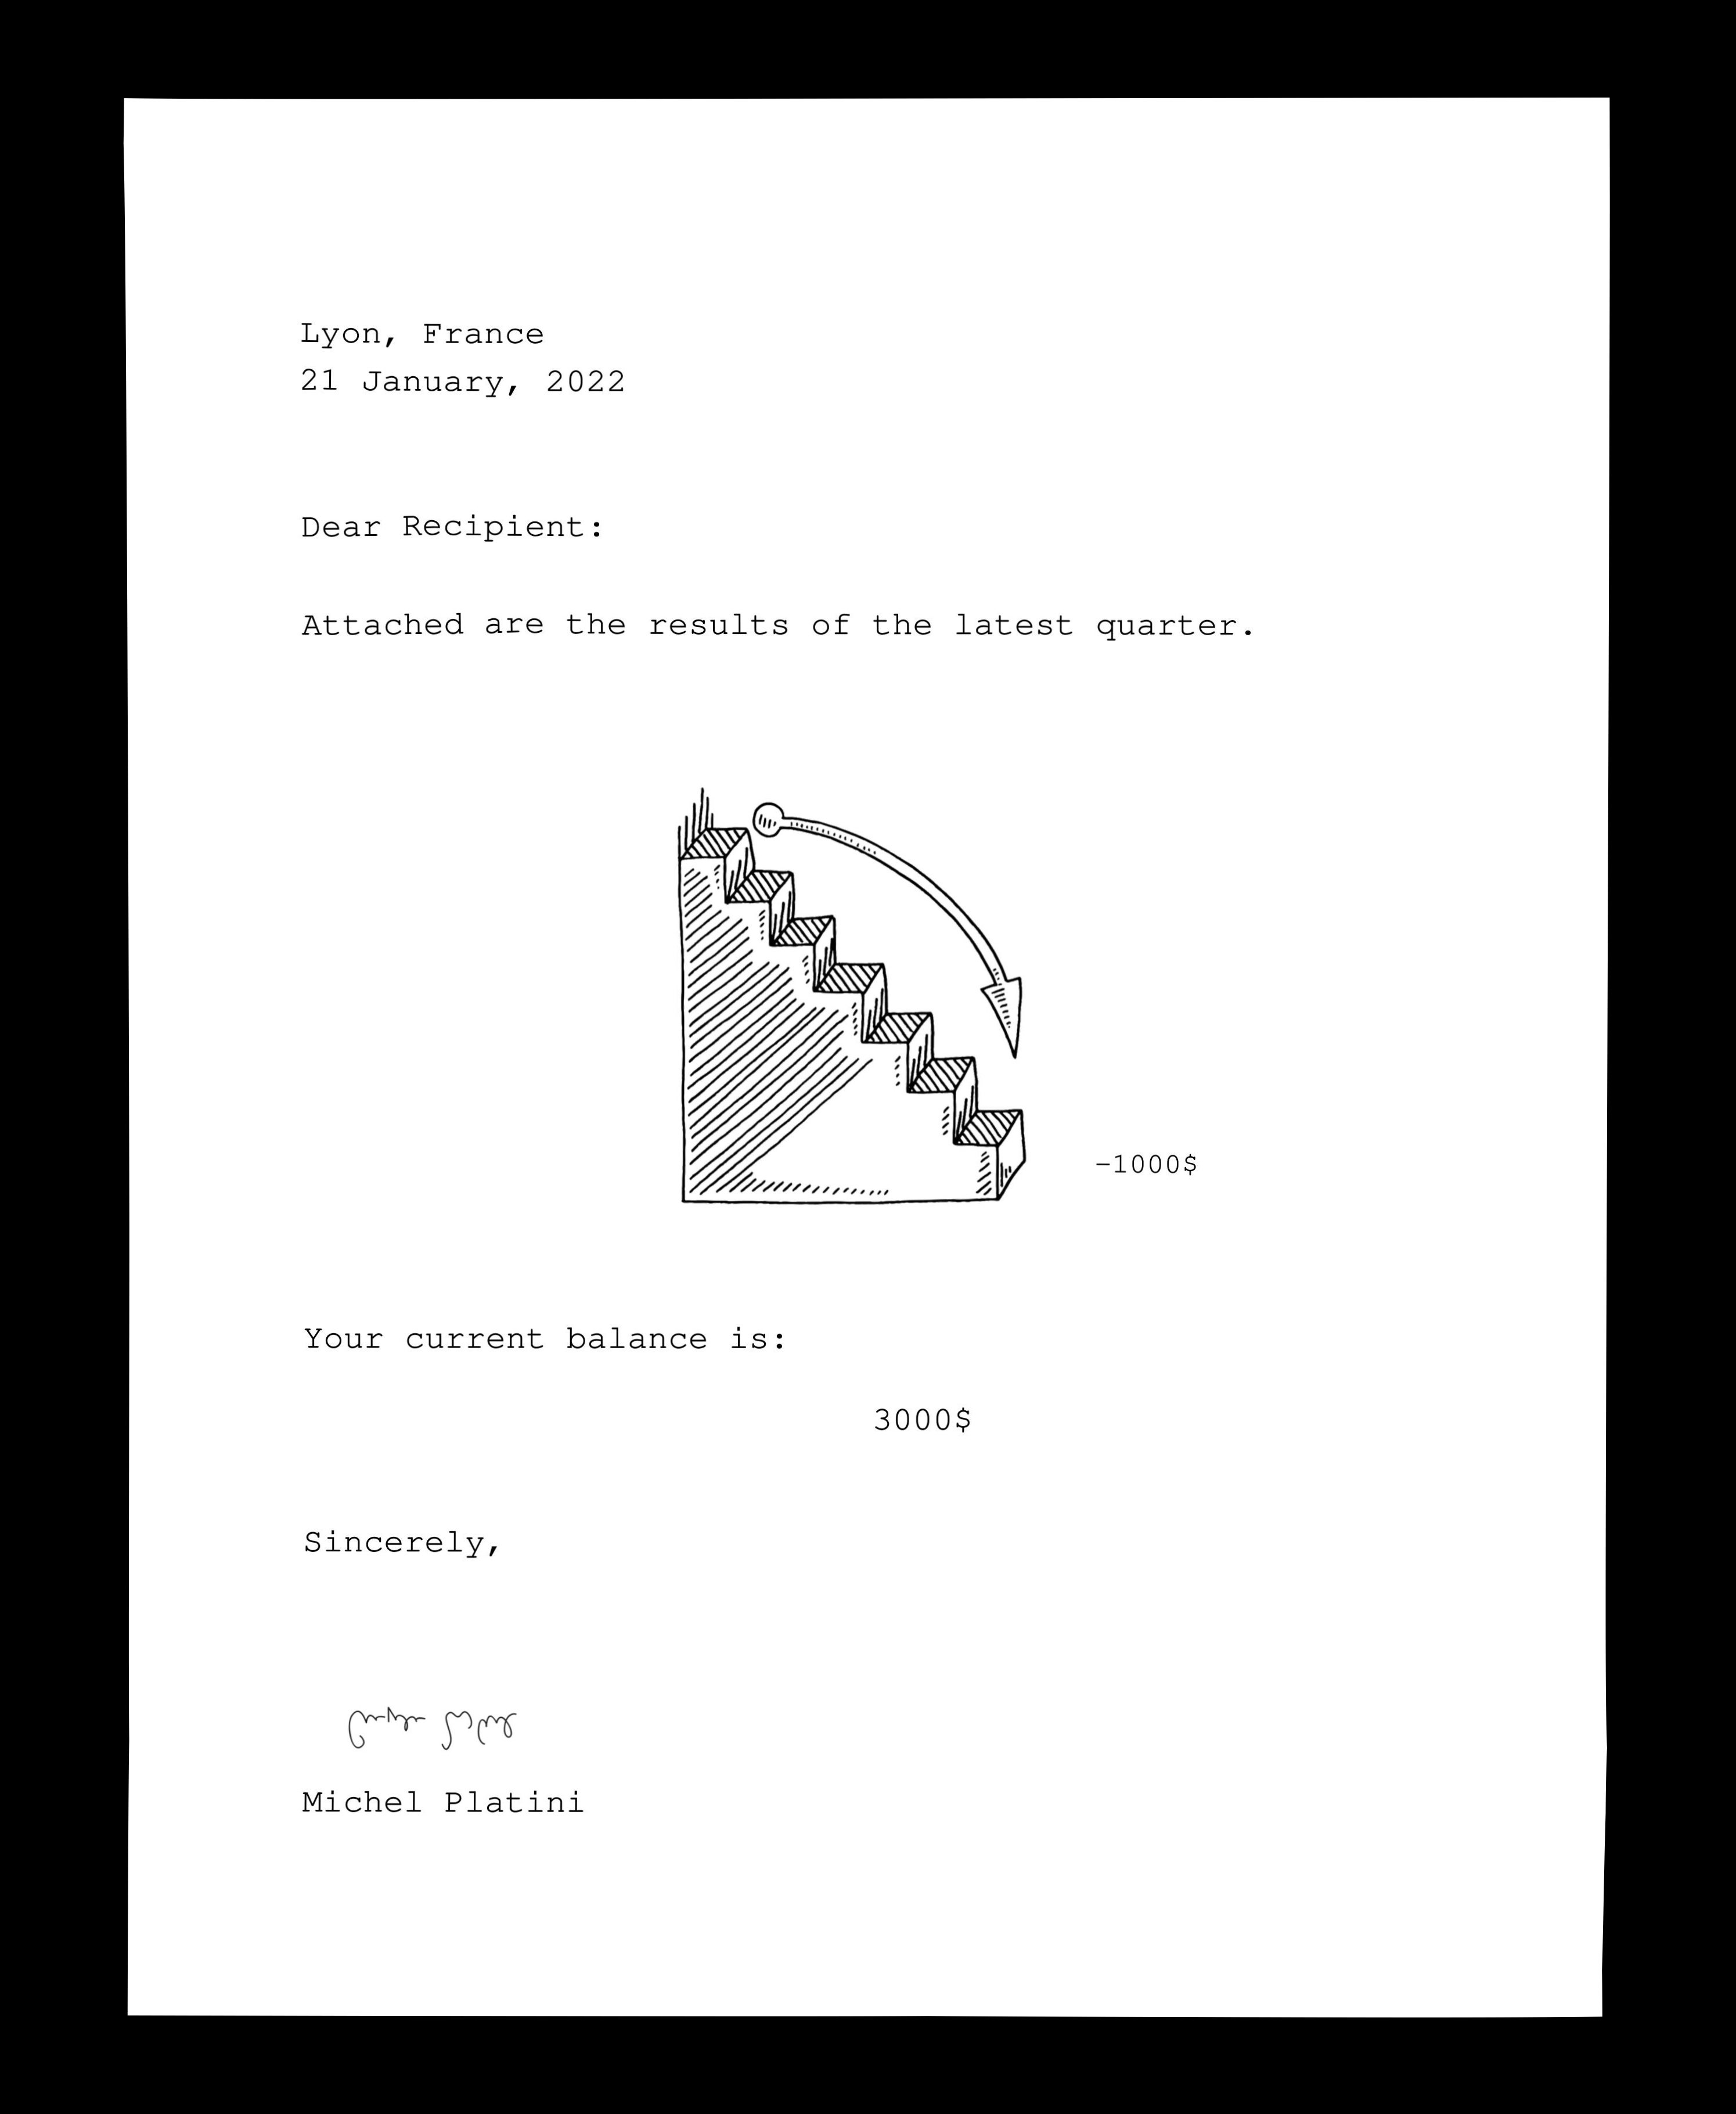 Lyon, France
21 January, 2022
Dear Recipient:
Attached are the results of the latest quarter.
–1000$
Your current balance is:
3000$
Sincerely,
Michel Platini